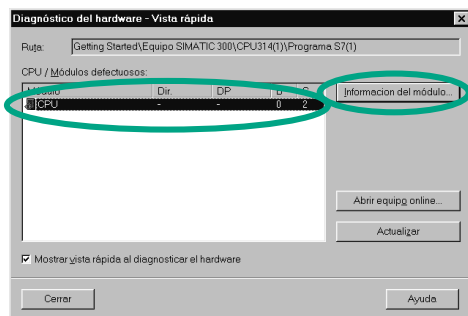 Diagnóstico del hardware - Vista rápida
Ruta: Getting Started\Equipo SIMATIC 300\CPU314(1)\Programa S7(1)
CPU / Módulos defectuosos:
Módulo Dir. DP B S
CPU - - 0 2
Informacion del módulo...
Abrir equipo online...
Actualizar
Mostrar vista rápida al diagnosticar el hardware
Cerrar Ayuda